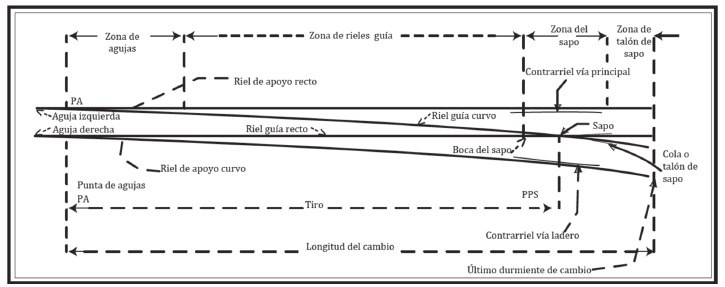 Zona de
agujas
Zona de rieles guía
Zona del
sapo
Zona de
talón de
sapo
Contrarriel vía principal
Riel de apoyo recto
PA
Aguja izquierda
Riel guía curvo
Sapo
Aguja derecha
Riel guía recto
Boca del sapo
Cola o
talón de
sapo
Riel de apoyo curvo
Punta de agujas
PA
Tiro
PPS
Contrarriel vía ladero
Longitud del cambio
Último durmiente de cambio